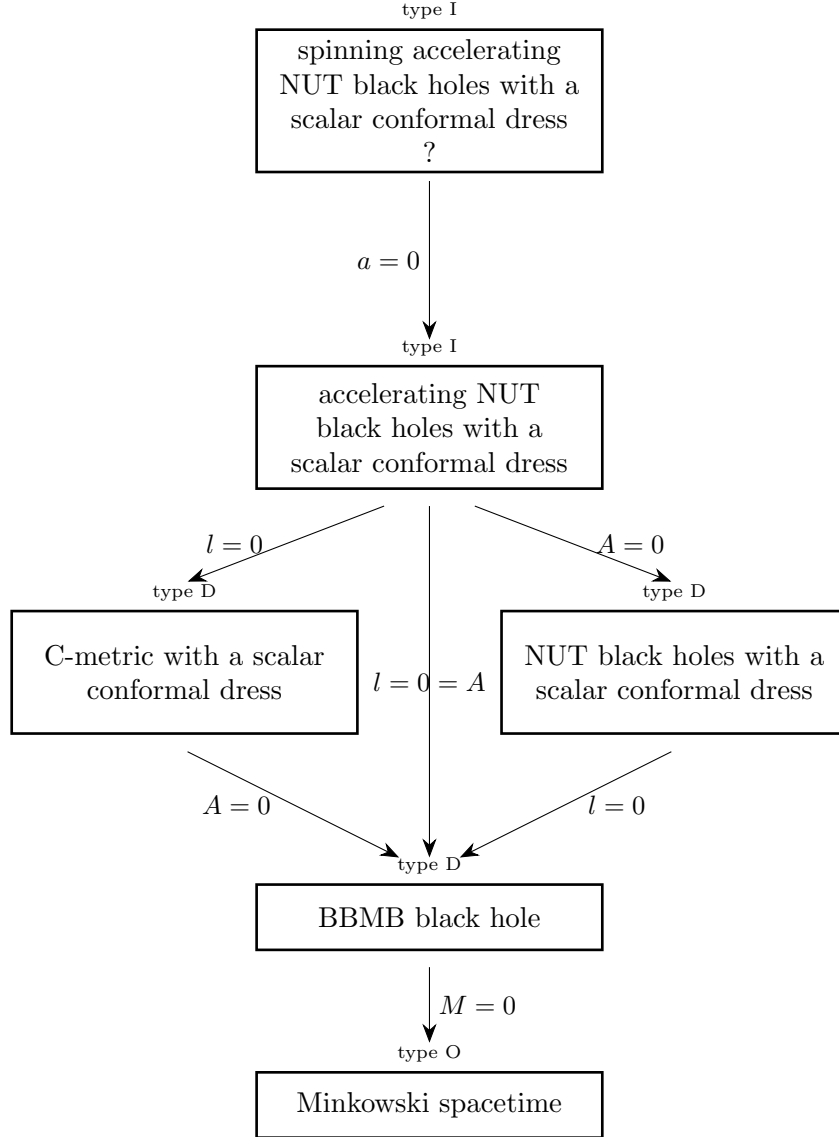 type I
spinning accelerating
NUT black holes with a
scalar conformal dress
?
a = 0
type I
accelerating NUT
black holes with a
scalar conformal dress
l = 0
A = 0
type D
type D
C-metric with a scalar
conformal dress
l = 0 = A
NUT black holes with a
scalar conformal dress
A = 0
l = 0
type D
BBMB black hole
M = 0
type O
Minkowski spacetime